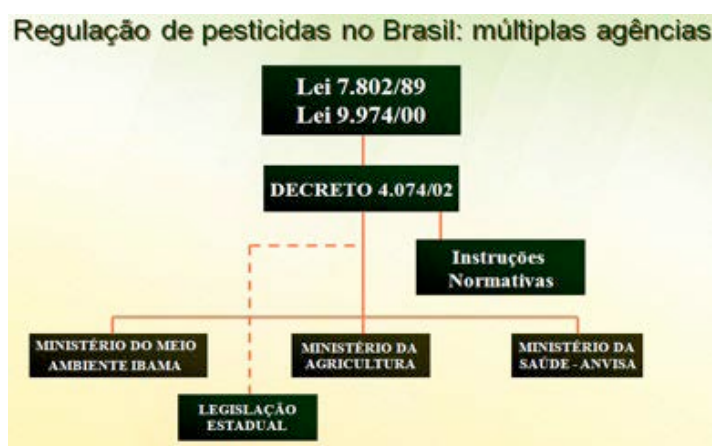 Regulação de pesticidas no Brasil: múltiplas agências
Lei 7.802/89
Lei 9.974/00
DECRETO 4.074/02
Instruções
Normativas
MINISTÉRIO DO MEIO
AMBIENTE IBAMA
MINISTÉRIO DA
AGRICULTURA
MINISTÉRIO DA
SAÚDE - ANVISA
LEGISLAÇÃO
ESTADUAL